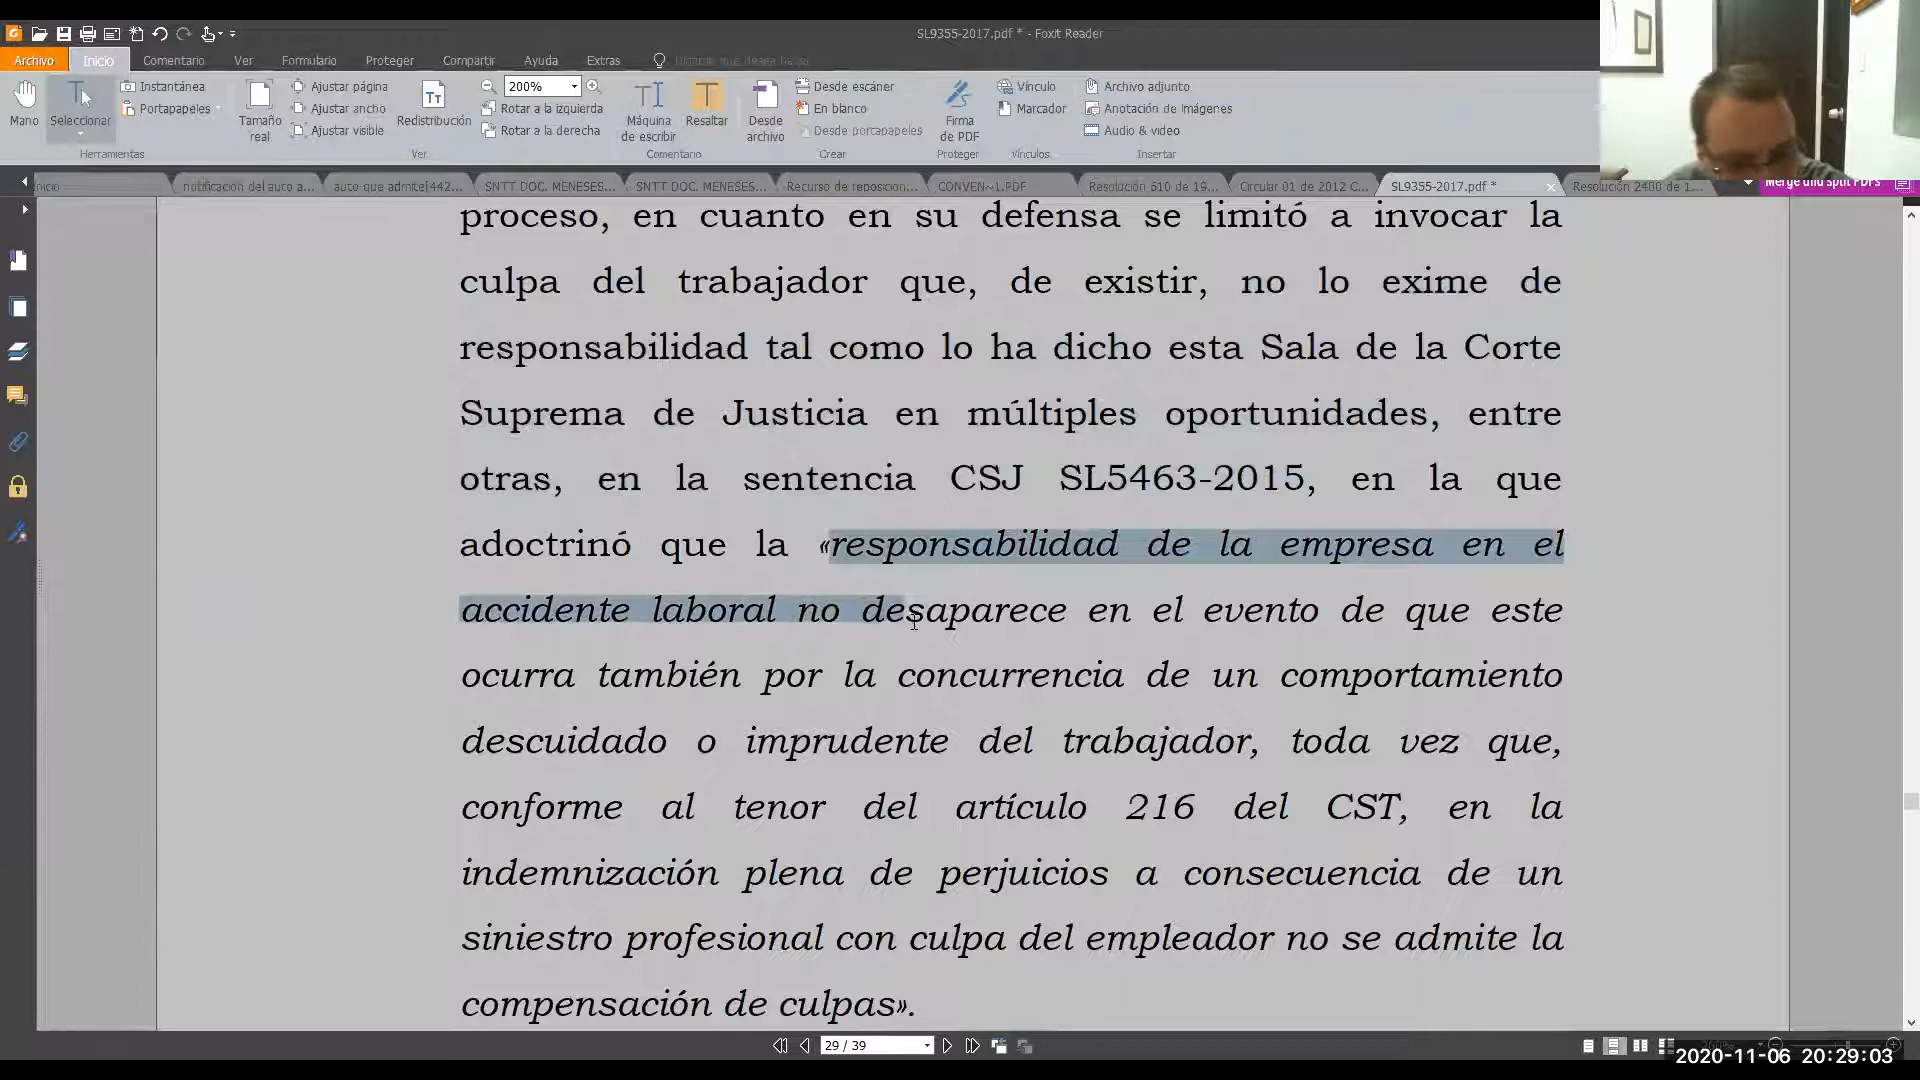 SL9355-2017.pdf * - Foxit Reader
Archivo Inicio Comentario Ver Formulario Proteger Compartir Ayuda Extras
Mano
Seleccionar
Instantánea
Portapapeles
Herramientas
Tamaño real
Ajustar página
Ajustar ancho
Ajustar visible
Redistribución
200%
Rotar a la izquierda
Rotar a la derecha
Ver
Máquina de escribir
Resaltar
Comentario
Desde archivo
Desde escáner
En blanco
Desde portapapeles
Crear
Firma de PDF
Proteger
Vínculo
Marcador
Vínculos
Archivo adjunto
Anotación de imágenes
Audio & video
Insertar
Inicio notificacion del auto a... auto que admite[442... SNTT DOC. MENESES... SNTT DOC. MENESES... Recurso de reposicion... CONVEN~1.PDF Resolución 610 de 19... Circular 01 de 2012 C... SL9355-2017.pdf * Resolución 2400 de 1... Merge and Split PDFs
proceso, en cuanto en su defensa se limitó a invocar la
culpa del trabajador que, de existir, no lo exime de
responsabilidad tal como lo ha dicho esta Sala de la Corte
Suprema de Justicia en múltiples oportunidades, entre
otras, en la sentencia CSJ SL5463-2015, en la que
adoctrinó que la «responsabilidad de la empresa en el
accidente laboral no desaparece en el evento de que este
ocurra también por la concurrencia de un comportamiento
descuidado o imprudente del trabajador, toda vez que,
conforme al tenor del artículo 216 del CST, en la
indemnización plena de perjuicios a consecuencia de un
siniestro profesional con culpa del empleador no se admite la
compensación de culpas».
29 / 39
2020-11-06 20:29:03